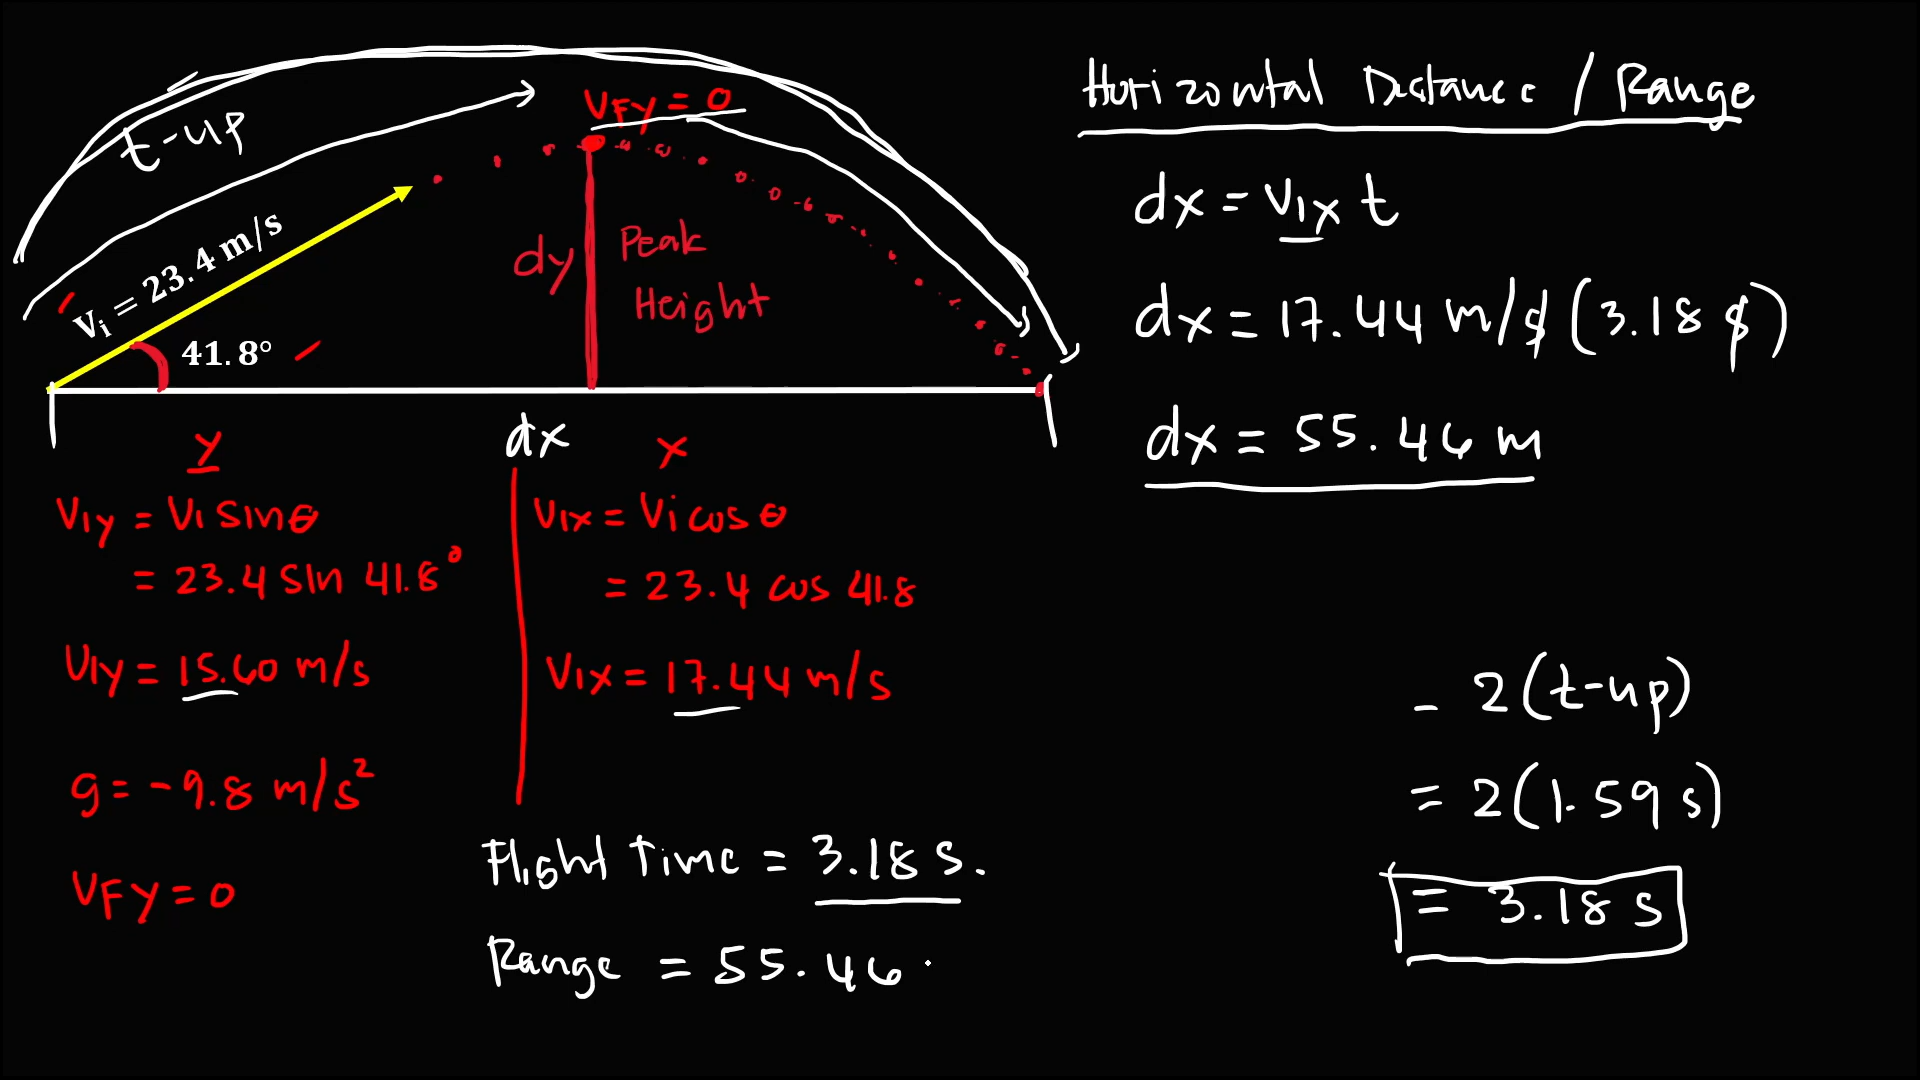 t-up
VFY = 0
Vi = 23.4 m/s
41.8°
dy
Peak
Height
dx
y
Viy = Vi sinθ
= 23.4 sin 41.8°
Viy = 15.60 m/s
g = -9.8 m/s²
VFY = 0
x
Vix = Vi cos θ
= 23.4 cos 41.8
Vix = 17.44 m/s
Flight Time = 3.18 s.
Range = 55.46
Horizontal Distance / Range
dx = Vix t
dx = 17.44 m/s (3.18 s)
dx = 55.46 m
= 2(t-up)
= 2(1.59 s)
= 3.18 s